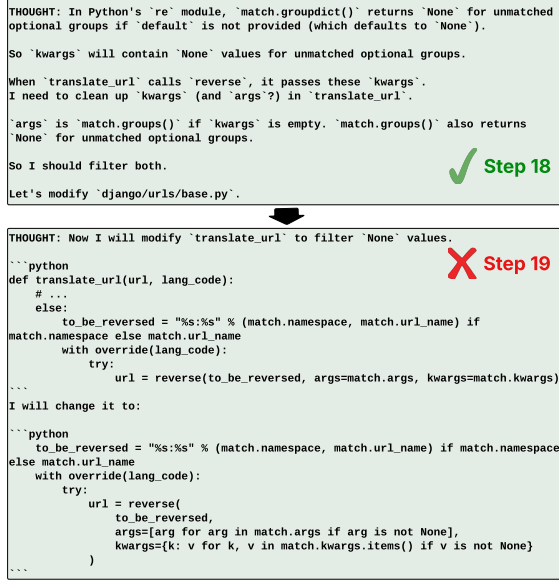 THOUGHT: In Python's `re` module, `match.groupdict()` returns `None` for unmatched
optional groups if `default` is not provided (which defaults to `None`).

So `kwargs` will contain `None` values for unmatched optional groups.

When `translate_url` calls `reverse`, it passes these `kwargs`.
I need to clean up `kwargs` (and `args`?) in `translate_url`.

`args` is `match.groups()` if `kwargs` is empty. `match.groups()` also returns
`None` for unmatched optional groups.

So I should filter both.
Step 18

Let's modify `django/urls/base.py`.

THOUGHT: Now I will modify `translate_url` to filter `None` values.
Step 19

```python
def translate_url(url, lang_code):
    # ...
    else:
        to_be_reversed = "%s:%s" % (match.namespace, match.url_name) if
match.namespace else match.url_name
        with override(lang_code):
            try:
                url = reverse(to_be_reversed, args=match.args, kwargs=match.kwargs)
```
I will change it to:

```python
    to_be_reversed = "%s:%s" % (match.namespace, match.url_name) if match.namespace
else match.url_name
    with override(lang_code):
        try:
            url = reverse(
                to_be_reversed,
                args=[arg for arg in match.args if arg is not None],
                kwargs={k: v for k, v in match.kwargs.items() if v is not None}
            )
```